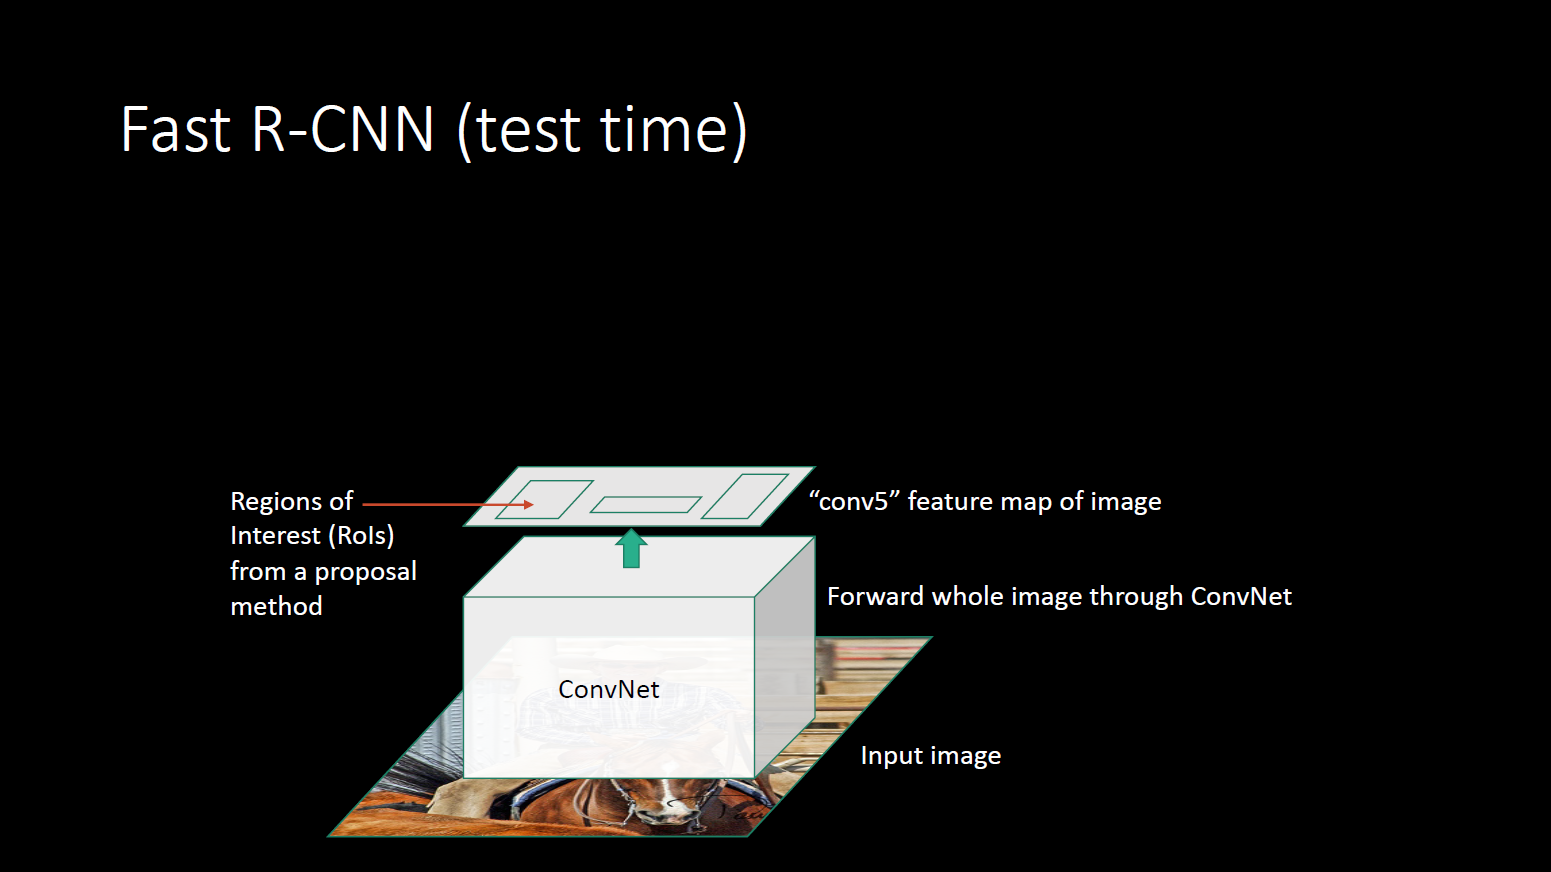 Fast R-CNN (test time)
Regions of
Interest (RoIs)
from a proposal
method
“conv5” feature map of image
Forward whole image through ConvNet
ConvNet
Input image